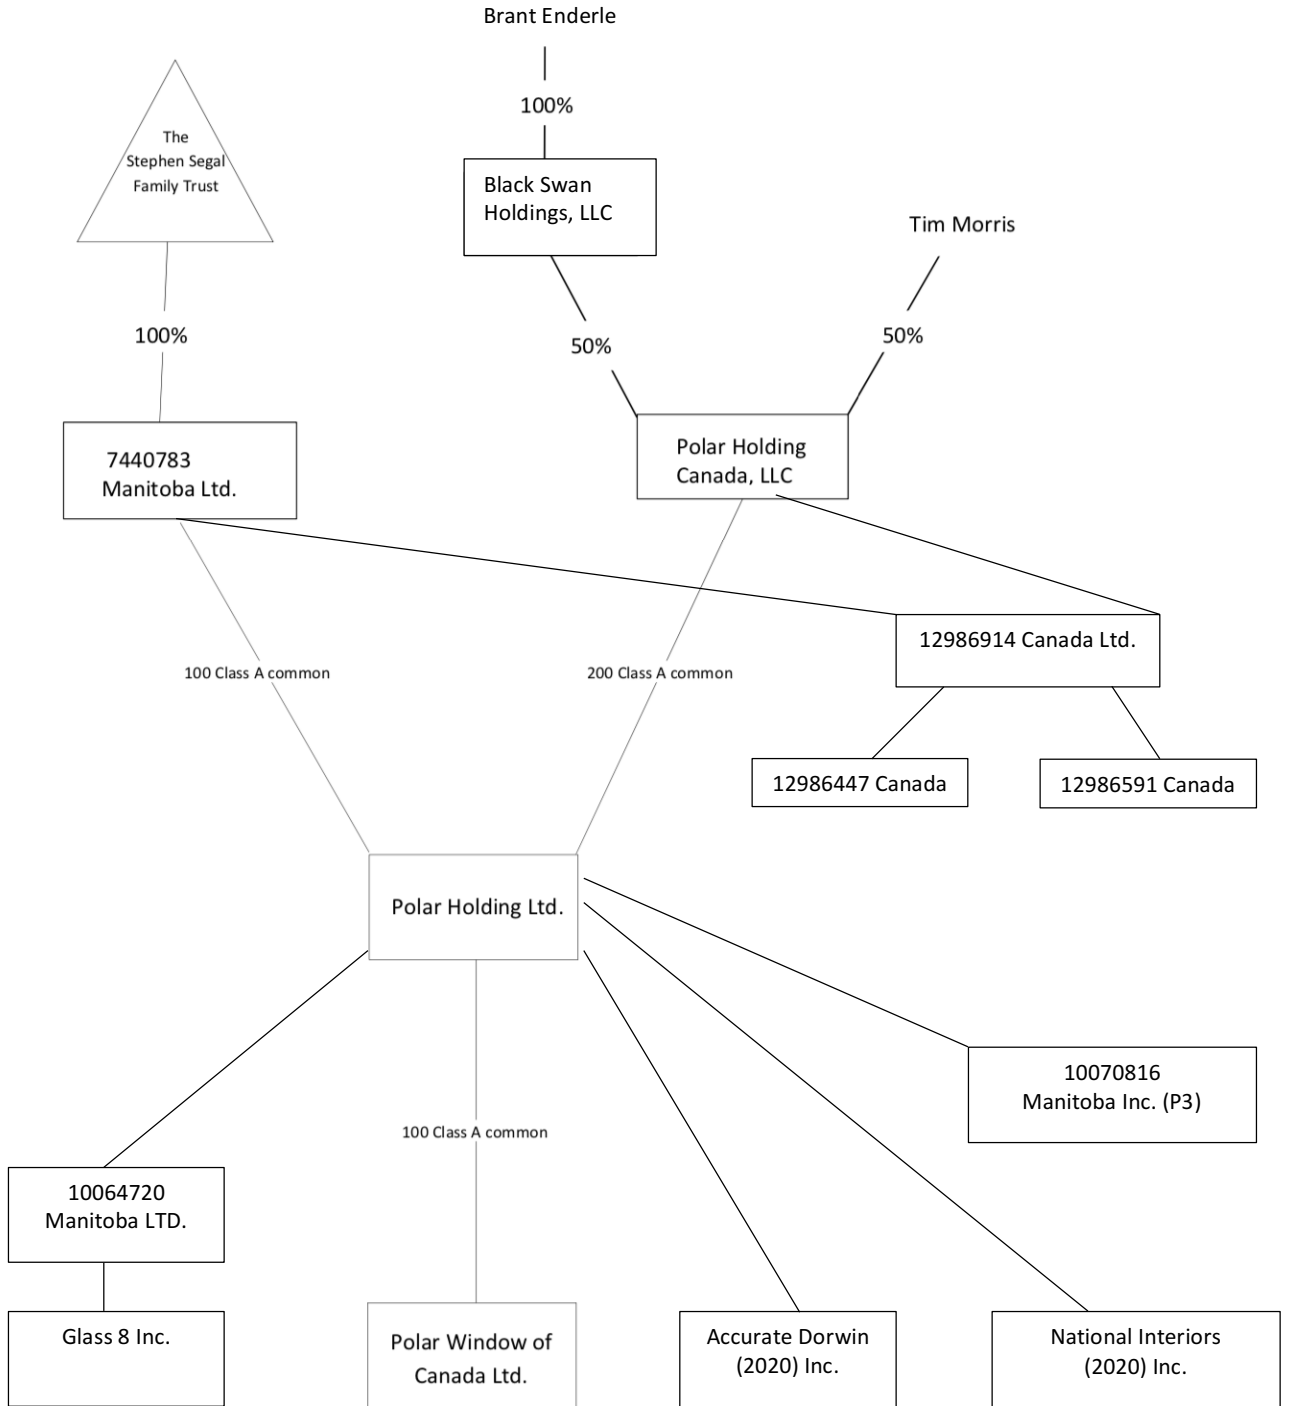 Brant Enderle
100%
The
Stephen Segal
Family Trust
Black Swan
Holdings, LLC
Tim Morris
100%
50%
50%
7440783
Manitoba Ltd.
Polar Holding
Canada, LLC
12986914 Canada Ltd.
100 Class A common
200 Class A common
12986447 Canada
12986591 Canada
Polar Holding Ltd.
10070816
Manitoba Inc. (P3)
100 Class A common
10064720
Manitoba LTD.
Glass 8 Inc.
Polar Window of
Canada Ltd.
Accurate Dorwin
(2020) Inc.
National Interiors
(2020) Inc.